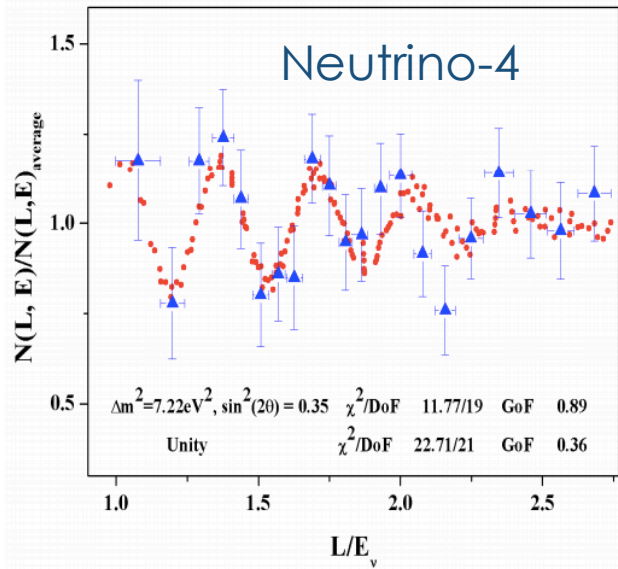 Neutrino-4
N(L, E)/N(L,E)average
1.5
1.0
0.5
Δm²=7.22eV², sin²(2θ) = 0.35 χ²/DoF 11.77/19 GoF 0.89
Unity χ²/DoF 22.71/21 GoF 0.36
1.0 1.5 2.0 2.5
L/Eν